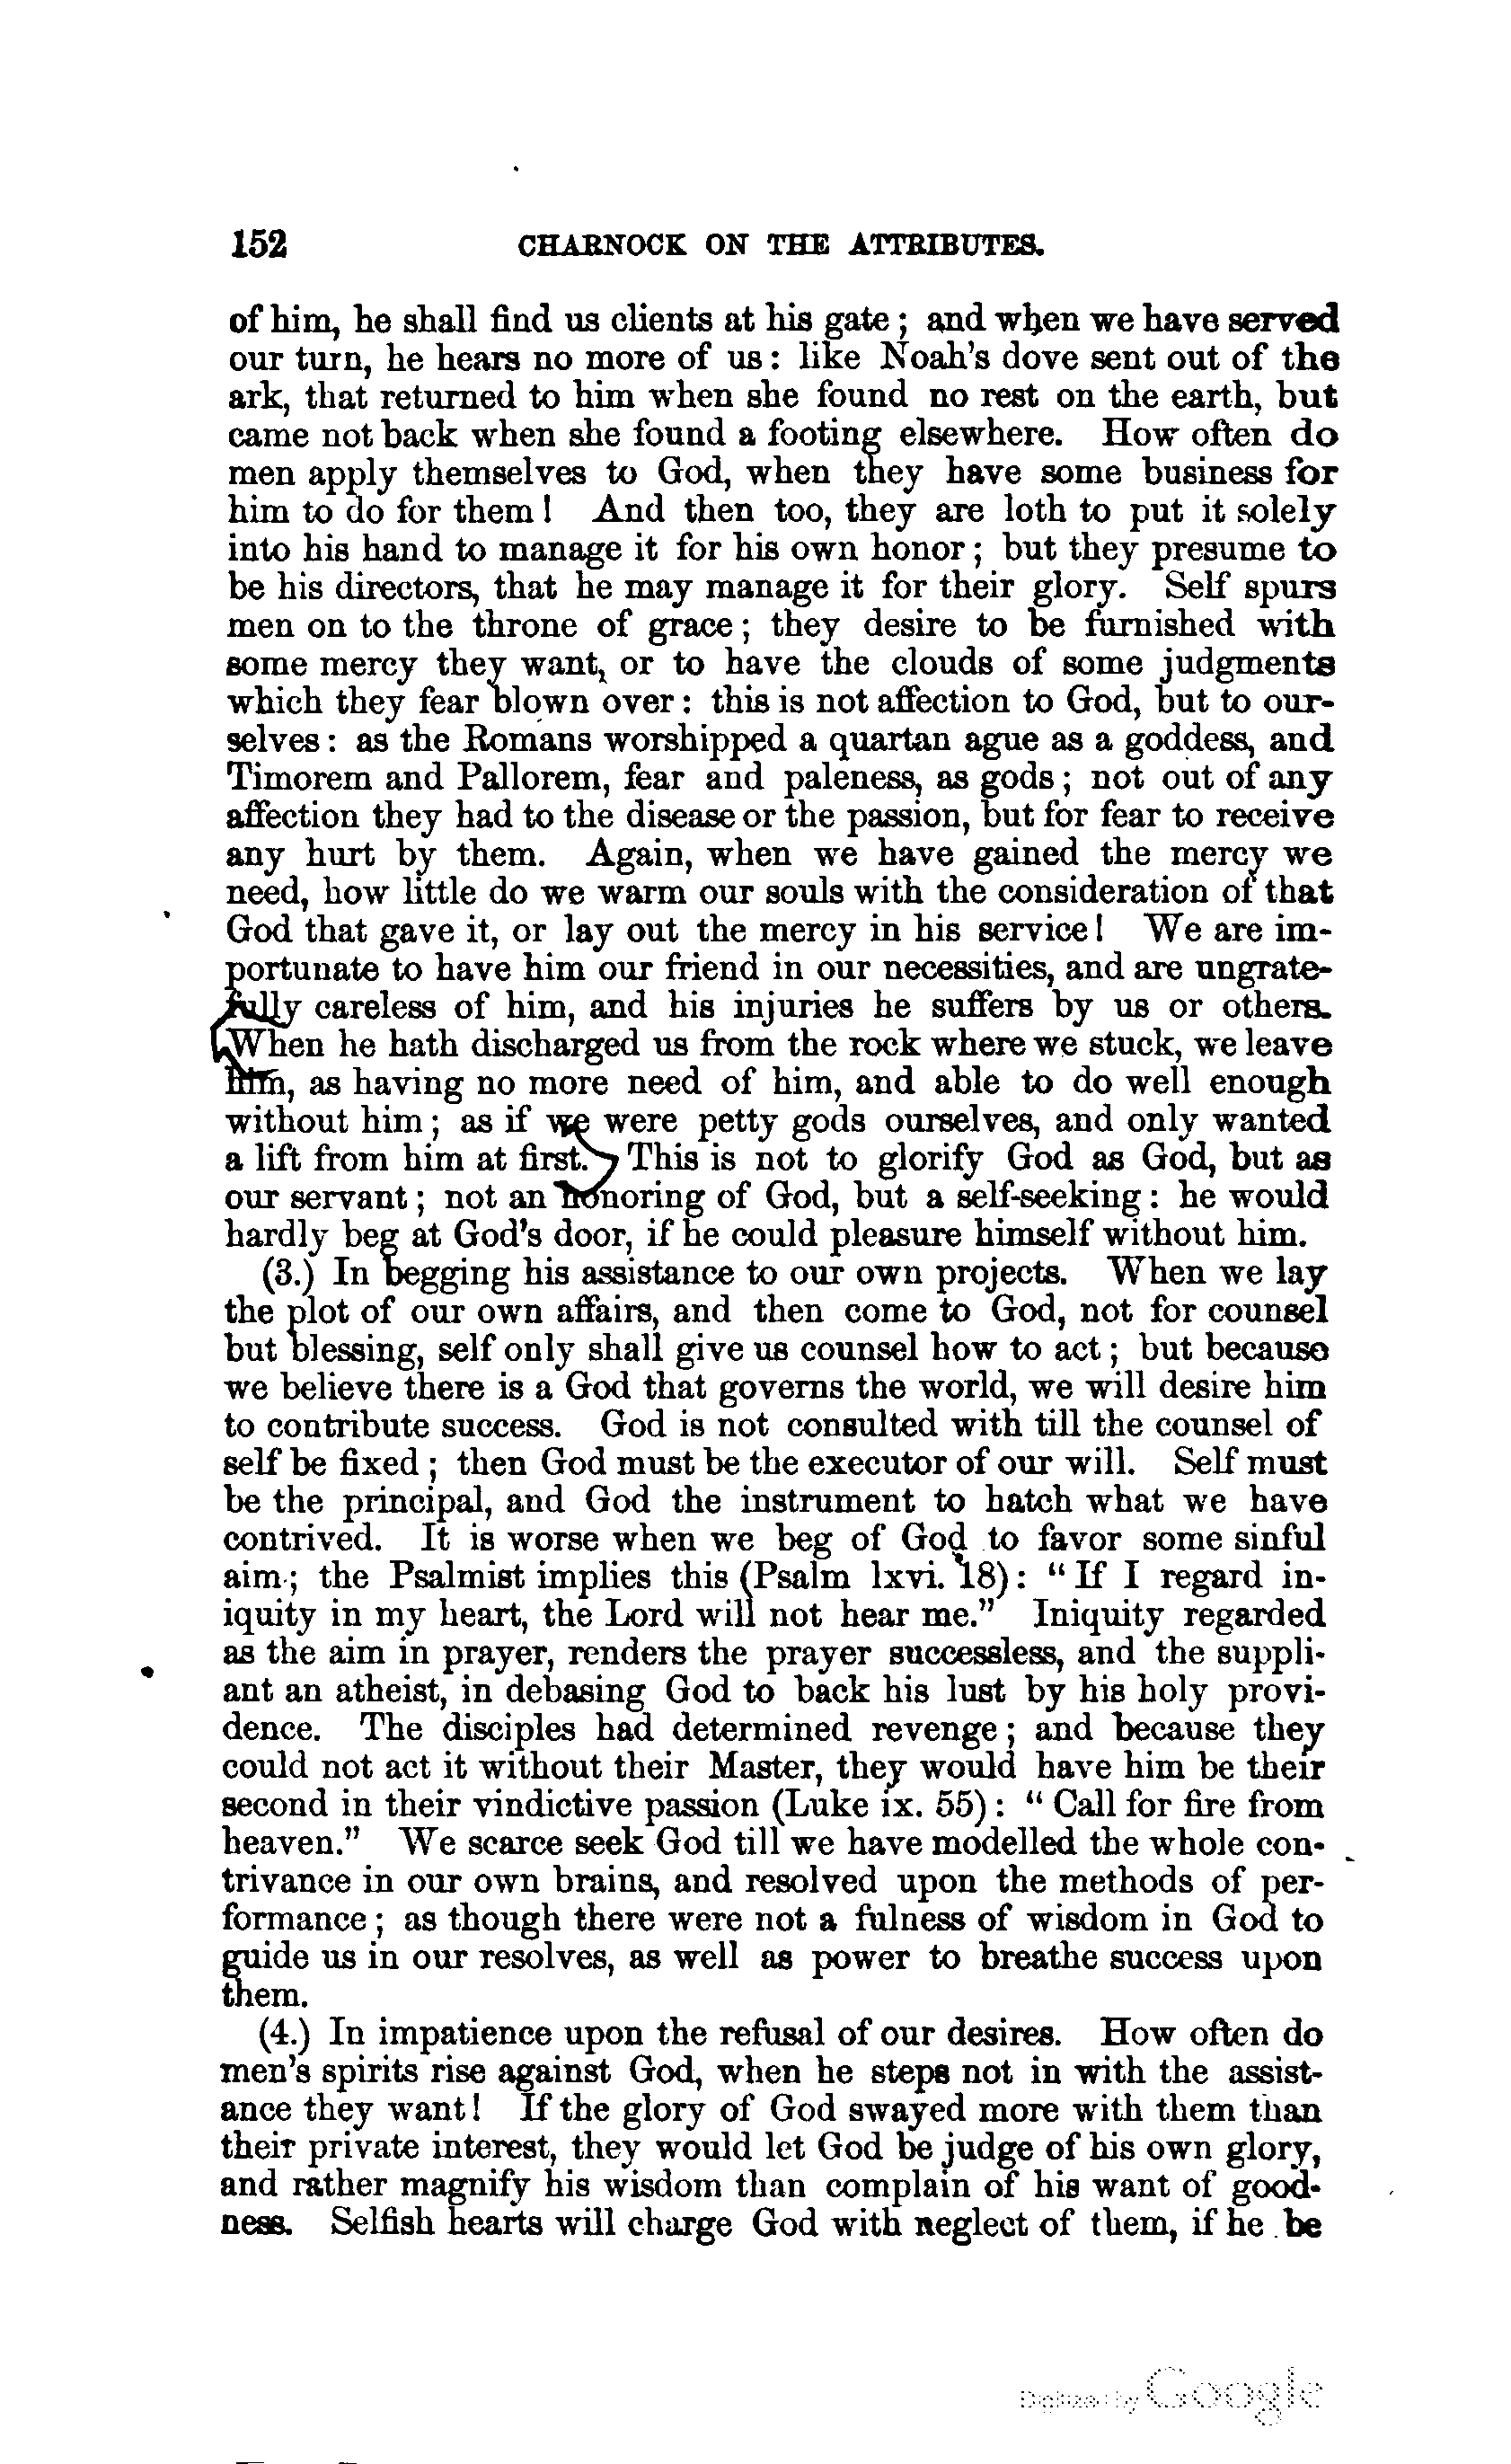 152 CHARNOCK ON THE ATTRIBUTES.
of him, he shall find us clients at his gate; and when we have served
our turn, he hears no more of us: like Noah's dove sent out of the
ark, that returned to him when she found no rest on the earth, but
came not back when she found a footing elsewhere. How often do
men apply themselves to God, when they have some business for
him to do for them! And then too, they are loth to put it solely
into his hand to manage it for his own honor; but they presume to
be his directors, that he may manage it for their glory. Self spurs
men on to the throne of grace; they desire to be furnished with
some mercy they want, or to have the clouds of some judgments
which they fear blown over: this is not affection to God, but to our-
selves: as the Romans worshipped a quartan ague as a goddess, and
Timorem and Pallorem, fear and paleness, as gods; not out of any
affection they had to the disease or the passion, but for fear to receive
any hurt by them. Again, when we have gained the mercy we
need, how little do we warm our souls with the consideration of that
God that gave it, or lay out the mercy in his service! We are im-
portunate to have him our friend in our necessities, and are ungrate-
fully careless of him, and his injuries he suffers by us or others.
When he hath discharged us from the rock where we stuck, we leave
him, as having no more need of him, and able to do well enough
without him; as if we were petty gods ourselves, and only wanted
a lift from him at first. This is not to glorify God as God, but as
our servant; not an honoring of God, but a self-seeking: he would
hardly beg at God's door, if he could pleasure himself without him.
(3.) In begging his assistance to our own projects. When we lay
the plot of our own affairs, and then come to God, not for counsel
but blessing, self only shall give us counsel how to act; but because
we believe there is a God that governs the world, we will desire him
to contribute success. God is not consulted with till the counsel of
self be fixed; then God must be the executor of our will. Self must
be the principal, and God the instrument to hatch what we have
contrived. It is worse when we beg of God to favor some sinful
aim; the Psalmist implies this (Psalm lxvi. 18): "If I regard in-
iquity in my heart, the Lord will not hear me." Iniquity regarded
as the aim in prayer, renders the prayer successless, and the suppli-
ant an atheist, in debasing God to back his lust by his holy provi-
dence. The disciples had determined revenge; and because they
could not act it without their Master, they would have him be their
second in their vindictive passion (Luke ix. 55): "Call for fire from
heaven." We scarce seek God till we have modelled the whole con-
trivance in our own brains, and resolved upon the methods of per-
formance; as though there were not a fulness of wisdom in God to
guide us in our resolves, as well as power to breathe success upon
them.
(4.) In impatience upon the refusal of our desires. How often do
men's spirits rise against God, when he steps not in with the assist-
ance they want! If the glory of God swayed more with them than
their private interest, they would let God be judge of his own glory,
and rather magnify his wisdom than complain of his want of good-
ness. Selfish hearts will charge God with neglect of them, if he be
Digitized by Google